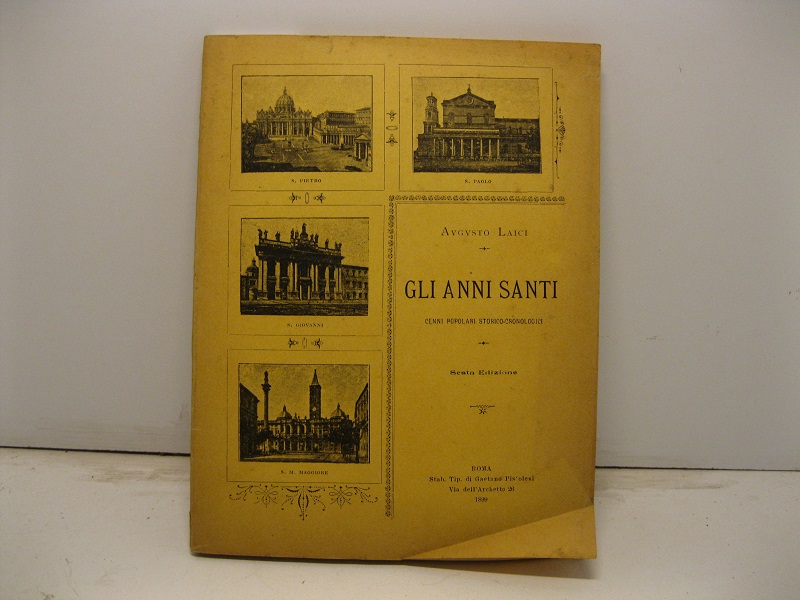 S. PIETRO
S. PAOLO
S. GIOVANNI
S. M. MAGGIORE
AVGVSTO LAICI
GLI ANNI SANTI
CENNI POPOLANI STORICO-CRONOLOGICI
Sesta Edizione
ROMA
Stab. Tip. di Gaetano Pistolesi
Via dell'Archetto 26